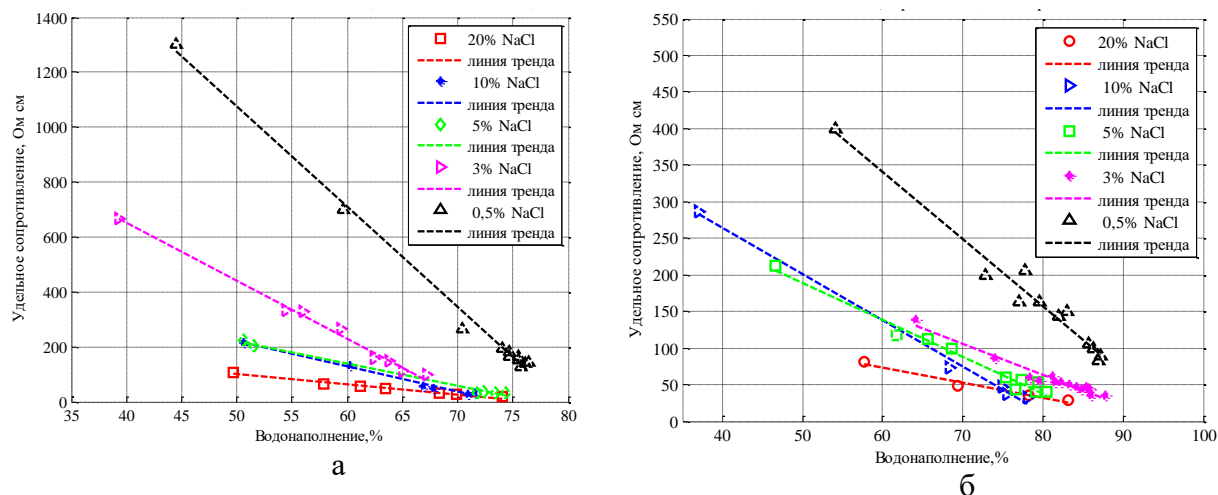 Удельное сопротивление, Ом см
1400
1200
1000
800
600
400
200
0
35 40 45 50 55 60 65 70 75 80
Водонаполнение,%
20% NaCl
линия тренда
10% NaCl
линия тренда
5% NaCl
линия тренда
3% NaCl
линия тренда
0,5% NaCl
линия тренда
а
Удельное сопротивление, Ом см
550
500
450
400
350
300
250
200
150
100
50
0
40 60 70 80 90 100
Водонаполнение,%
20% NaCl
линия тренда
10% NaCl
линия тренда
5% NaCl
линия тренда
3% NaCl
линия тренда
0,5% NaCl
линия тренда
б